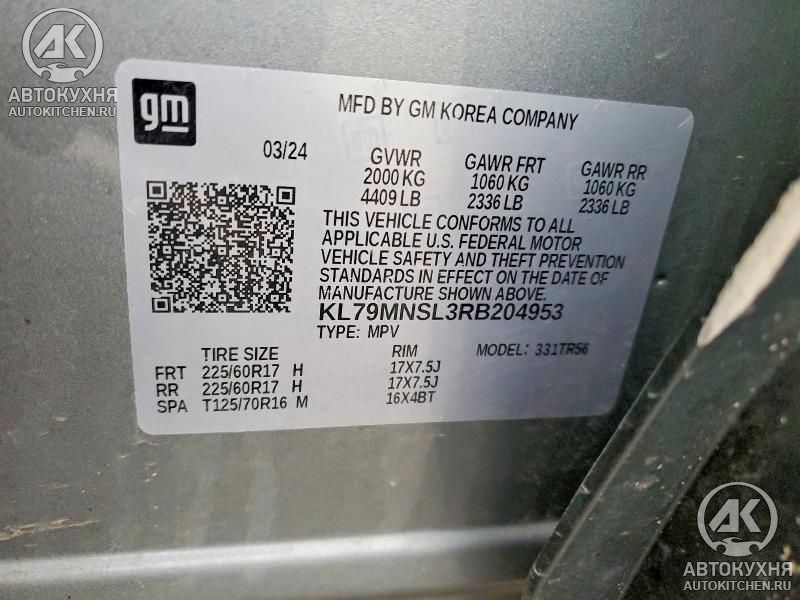 АВТОКУХНЯ
AUTOKITCHEN.RU
gm
MFD BY GM KOREA COMPANY
03/24 GVWR GAWR FRT GAWR RR
2000 KG 1060 KG 1060 KG
4409 LB 2336 LB 2336 LB
THIS VEHICLE CONFORMS TO ALL
APPLICABLE U.S. FEDERAL MOTOR
VEHICLE SAFETY AND THEFT PREVENTION
STANDARDS IN EFFECT ON THE DATE OF
MANUFACTURE SHOWN ABOVE.
KL79MNSL3RB204953
TYPE: MPV
TIRE SIZE RIM MODEL: 331TR56
FRT 225/60R17 H 17X7.5J
RR 225/60R17 H 17X7.5J
SPA T125/70R16 M 16X4BT
АК
АВТОКУХНЯ
AUTOKITCHEN.RU